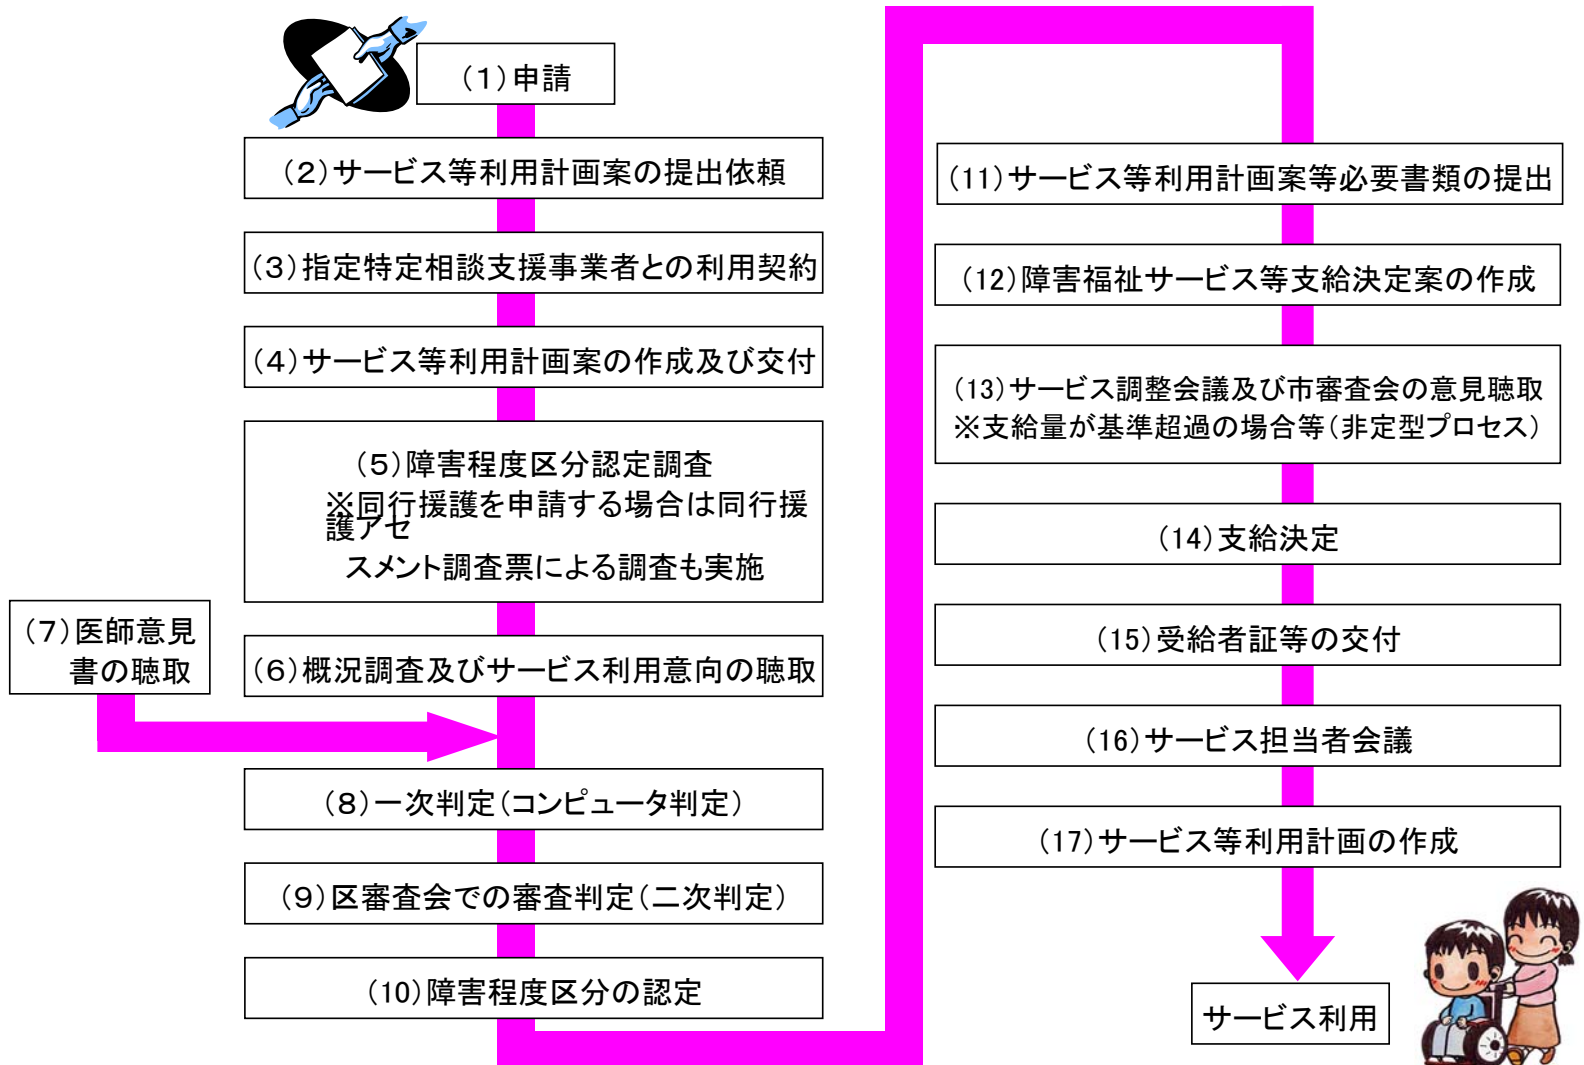 (1)申請
(2)サービス等利用計画案の提出依頼
(3)指定特定相談支援事業者との利用契約
(4)サービス等利用計画案の作成及び交付
(5)障害程度区分認定調査
※同行援護を申請する場合は同行援
護アセ
スメント調査票による調査も実施
(6)概況調査及びサービス利用意向の聴取
(7)医師意見
書の聴取
(8)一次判定(コンピュータ判定)
(9)区審査会での審査判定(二次判定)
(10)障害程度区分の認定
(11)サービス等利用計画案等必要書類の提出
(12)障害福祉サービス等支給決定案の作成
(13)サービス調整会議及び市審査会の意見聴取
※支給量が基準超過の場合等(非定型プロセス)
(14)支給決定
(15)受給者証等の交付
(16)サービス担当者会議
(17)サービス等利用計画の作成
サービス利用